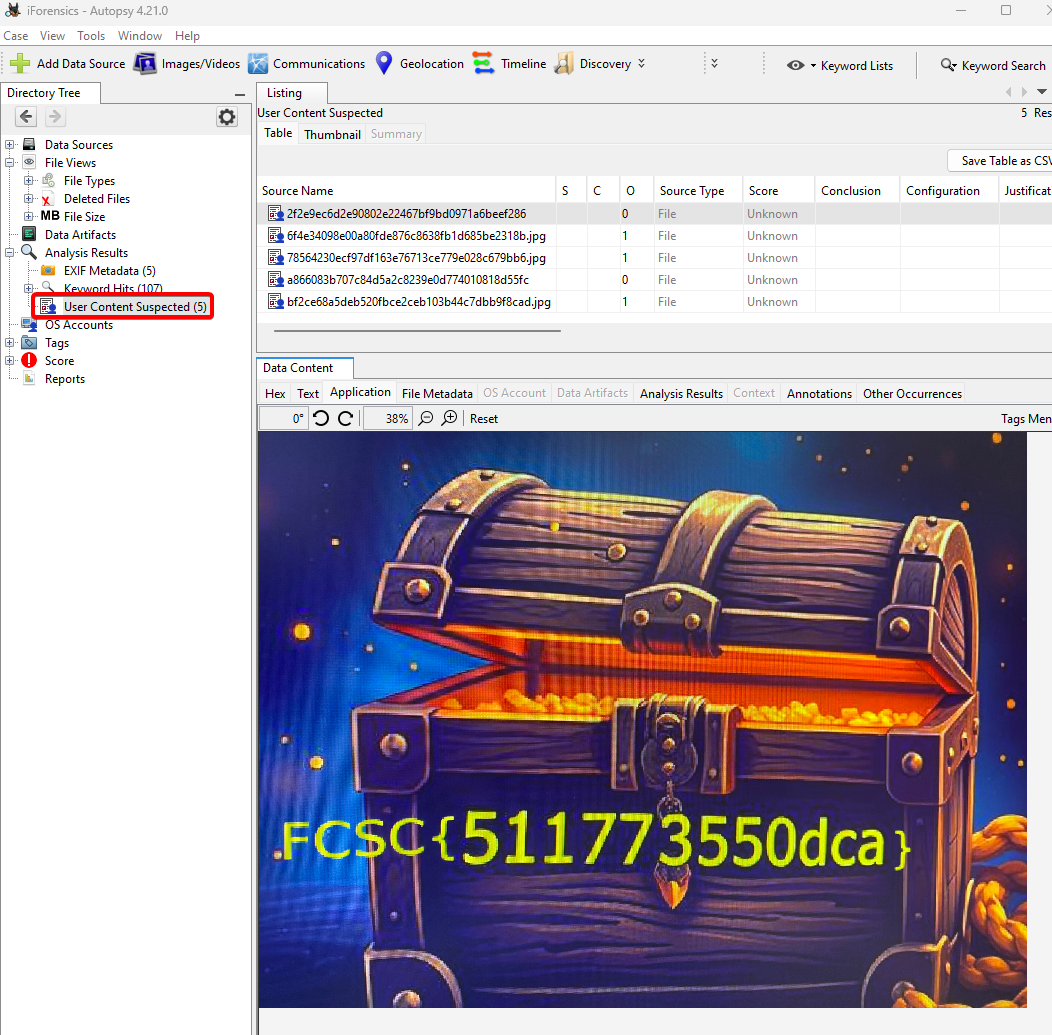 iForensics - Autopsy 4.21.0
Case View Tools Window Help
Add Data Source Images/Videos Communications Geolocation Timeline Discovery Keyword Lists Keyword Search
Directory Tree
Listing
User Content Suspected 5 Res
Table Thumbnail Summary
Save Table as CSV
Source Name S C O Source Type Score Conclusion Configuration Justificat
2f2e9ec6d2e90802e22467bf9bd0971a6beef286 0 File Unknown
6f4e34098e00a80fde876c8638fb1d685be2318b.jpg 1 File Unknown
78564230ecf97df163e76713ce779e028c679bb6.jpg 1 File Unknown
a866083b707c84d5a2c8239e0d774010818d55fc 0 File Unknown
bf2ce68a5deb520fbce2ceb103b44c7dbb9f8cad.jpg 1 File Unknown
Data Sources
File Views
File Types
Deleted Files
MB File Size
Data Artifacts
Analysis Results
EXIF Metadata (5)
Keyword Hits (107)
User Content Suspected (5)
OS Accounts
Tags
Score
Reports
Data Content
Hex Text Application File Metadata OS Account Data Artifacts Analysis Results Context Annotations Other Occurrences
0° 38% Reset Tags Men
FCSC{511773550dca}